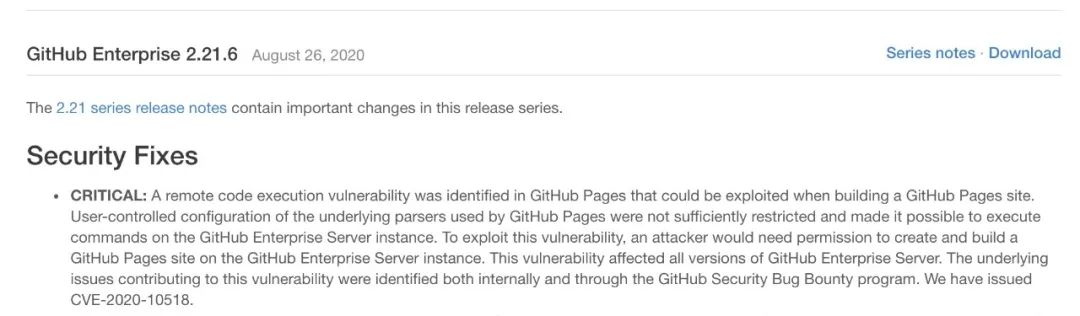 GitHub Enterprise 2.21.6 August 26, 2020 Series notes · Download
The 2.21 series release notes contain important changes in this release series.
Security Fixes
• CRITICAL: A remote code execution vulnerability was identified in GitHub Pages that could be exploited when building a GitHub Pages site.
User-controlled configuration of the underlying parsers used by GitHub Pages were not sufficiently restricted and made it possible to execute
commands on the GitHub Enterprise Server instance. To exploit this vulnerability, an attacker would need permission to create and build a
GitHub Pages site on the GitHub Enterprise Server instance. This vulnerability affected all versions of GitHub Enterprise Server. The underlying
issues contributing to this vulnerability were identified both internally and through the GitHub Security Bug Bounty program. We have issued
CVE-2020-10518.